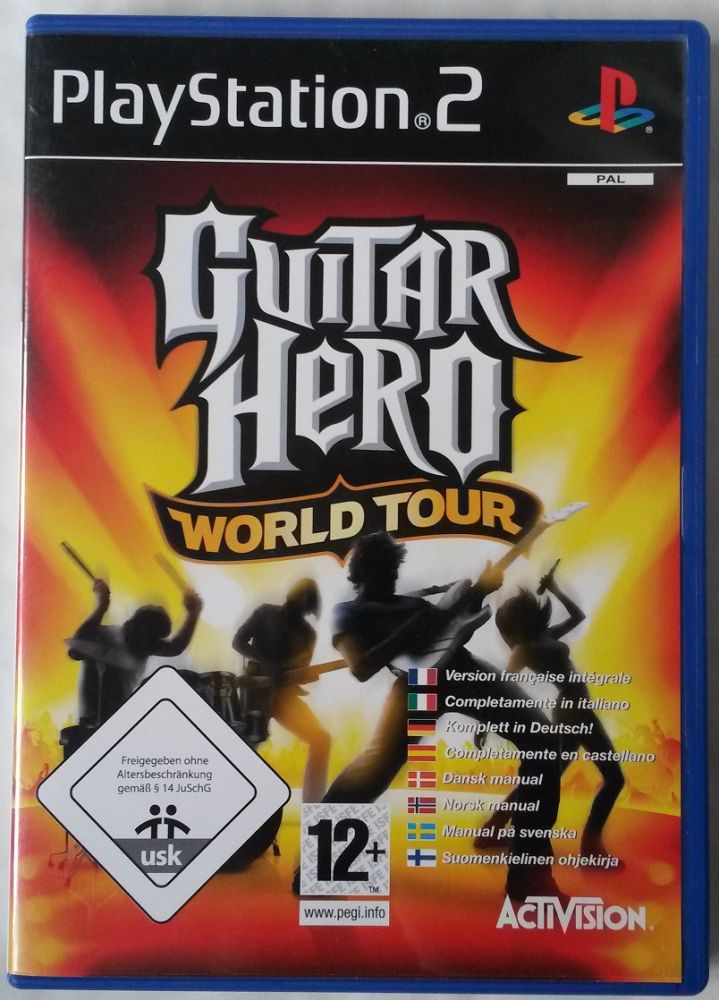 PlayStation®2
PAL
GUITAR
HERO
WORLD TOUR
Version française intégrale
Completamente in italiano
Komplett in Deutsch!
Completamente en castellano
Dansk manual
Norsk manual
Manual på svenska
Suomenkielinen ohjekirja
Freigegeben ohne
Altersbeschränkung
gemäß § 14 JuSchG
usk
12+
™
www.pegi.info
ACTIVISION